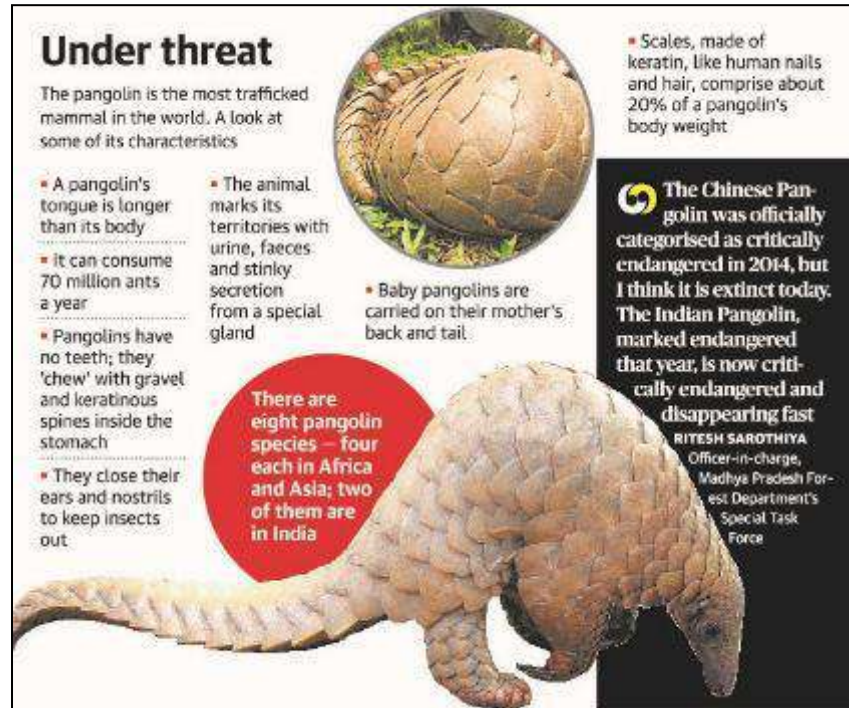 Under threat
The pangolin is the most trafficked
mammal in the world. A look at
some of its characteristics
▪ A pangolin's
tongue is longer
than its body
▪ It can consume
70 million ants
a year
▪ Pangolins have
no teeth; they
'chew' with gravel
and keratinous
spines inside the
stomach
▪ They close their
ears and nostrils
to keep insects
out
▪ The animal
marks its
territories with
urine, faeces
and stinky
secretion
from a special
gland
▪ Baby pangolins are
carried on their mother's
back and tail
There are
eight pangolin
species – four
each in Africa
and Asia; two
of them are
in India
▪ Scales, made of
keratin, like human nails
and hair, comprise about
20% of a pangolin's
body weight
The Chinese Pan-
golin was officially
categorised as critically
endangered in 2014, but
I think it is extinct today.
The Indian Pangolin,
marked endangered
that year, is now criti-
cally endangered and
disappearing fast
RITESH SAROTHIYA
Officer-in-charge,
Madhya Pradesh For-
est Department's
Special Task
Force